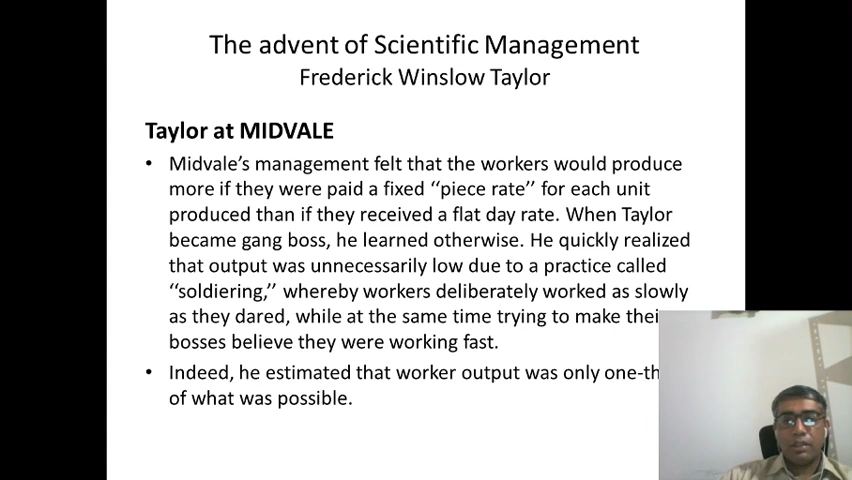 The advent of Scientific Management
Frederick Winslow Taylor
Taylor at MIDVALE
• Midvale’s management felt that the workers would produce
more if they were paid a fixed ‘‘piece rate’’ for each unit
produced than if they received a flat day rate. When Taylor
became gang boss, he learned otherwise. He quickly realized
that output was unnecessarily low due to a practice called
‘‘soldiering,’’ whereby workers deliberately worked as slowly
as they dared, while at the same time trying to make
bosses believe they were working fast.
• Indeed, he estimated that worker output was only
of what was possible.